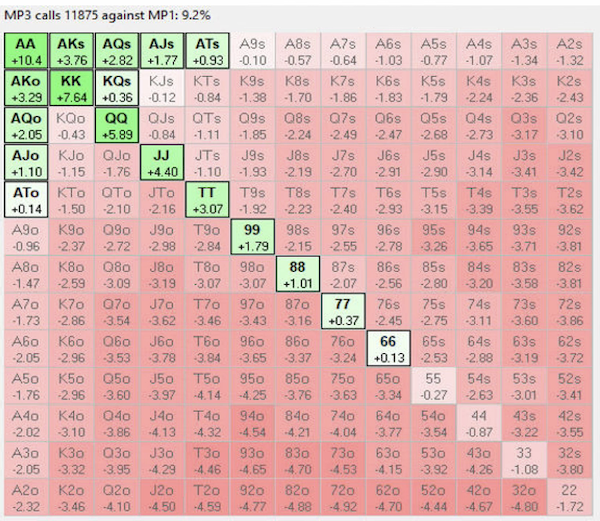 MP3 calls 11875 against MP1: 9.2%
AA AKs AQs AJs ATs A9s A8s A7s A6s A5s A4s A3s A2s
+10.4 +3.76 +2.82 +1.77 +0.93 -0.10 -0.57 -0.64 -1.03 -0.77 -1.07 -1.34 -1.32
AKo KK KQs KJs KTs K9s K8s K7s K6s K5s K4s K3s K2s
+3.29 +7.64 +0.36 -0.12 -0.84 -1.38 -1.70 -1.86 -1.83 -1.79 -2.24 -2.36 -2.43
AQo KQo QQ QJs QTs Q9s Q8s Q7s Q6s Q5s Q4s Q3s Q2s
+2.05 -0.43 +5.89 -0.84 -1.11 -1.85 -2.24 -2.49 -2.47 -2.68 -2.73 -3.17 -3.10
AJo KJo QJo JJ JTs J9s J8s J7s J6s J5s J4s J3s J2s
+1.10 -1.15 -1.76 +4.40 -1.10 -1.93 -2.19 -2.70 -2.91 -2.90 -3.14 -3.41 -3.42
ATo KTo QTo JTo TT T9s T8s T7s T6s T5s T4s T3s T2s
+0.14 -1.50 -2.10 -2.16 +3.07 -1.92 -2.23 -2.40 -2.93 -3.15 -3.39 -3.55 -3.62
A9o K9o Q9o J9o T9o 99 98s 97s 96s 95s 94s 93s 92s
-0.96 -2.37 -2.72 -2.98 -2.84 +1.79 -2.15 -2.55 -2.78 -3.26 -3.65 -3.71 -3.81
A8o K8o Q8o J8o T8o 98o 88 87s 86s 85s 84s 83s 82s
-1.47 -2.59 -3.09 -3.19 -3.07 -3.07 +1.01 -2.07 -2.56 -2.80 -3.20 -3.58 -3.81
A7o K7o Q7o J7o T7o 97o 87o 77 76s 75s 74s 73s 72s
-1.73 -2.86 -3.54 -3.62 -3.46 -3.43 -3.16 +0.37 -2.45 -2.75 -3.11 -3.60 -3.86
A6o K6o Q6o J6o T6o 96o 86o 76o 66 65s 64s 63s 62s
-2.05 -2.96 -3.53 -3.78 -3.84 -3.65 -3.37 -3.24 +0.13 -2.53 -2.88 -3.19 -3.72
A5o K5o Q5o J5o T5o 95o 85o 75o 65o 55 54s 53s 52s
-1.76 -2.96 -3.60 -3.97 -4.14 -4.25 -3.76 -3.63 -3.34 -0.27 -2.63 -3.01 -3.41
A4o K4o Q4o J4o T4o 94o 84o 74o 64o 54o 44 43s 42s
-2.02 -3.10 -3.86 -4.13 -4.32 -4.54 -4.21 -4.04 -3.77 -3.54 -0.87 -3.22 -3.55
A3o K3o Q3o J3o T3o 93o 83o 73o 63o 53o 43o 33 32s
-2.05 -3.32 -3.95 -4.29 -4.46 -4.65 -4.70 -4.53 -4.15 -3.92 -4.26 -1.08 -3.80
A2o K2o Q2o J2o T2o 92o 82o 72o 62o 52o 42o 32o 22
-2.32 -3.46 -4.10 -4.50 -4.59 -4.77 -4.88 -4.92 -4.70 -4.44 -4.67 -4.80 -1.72